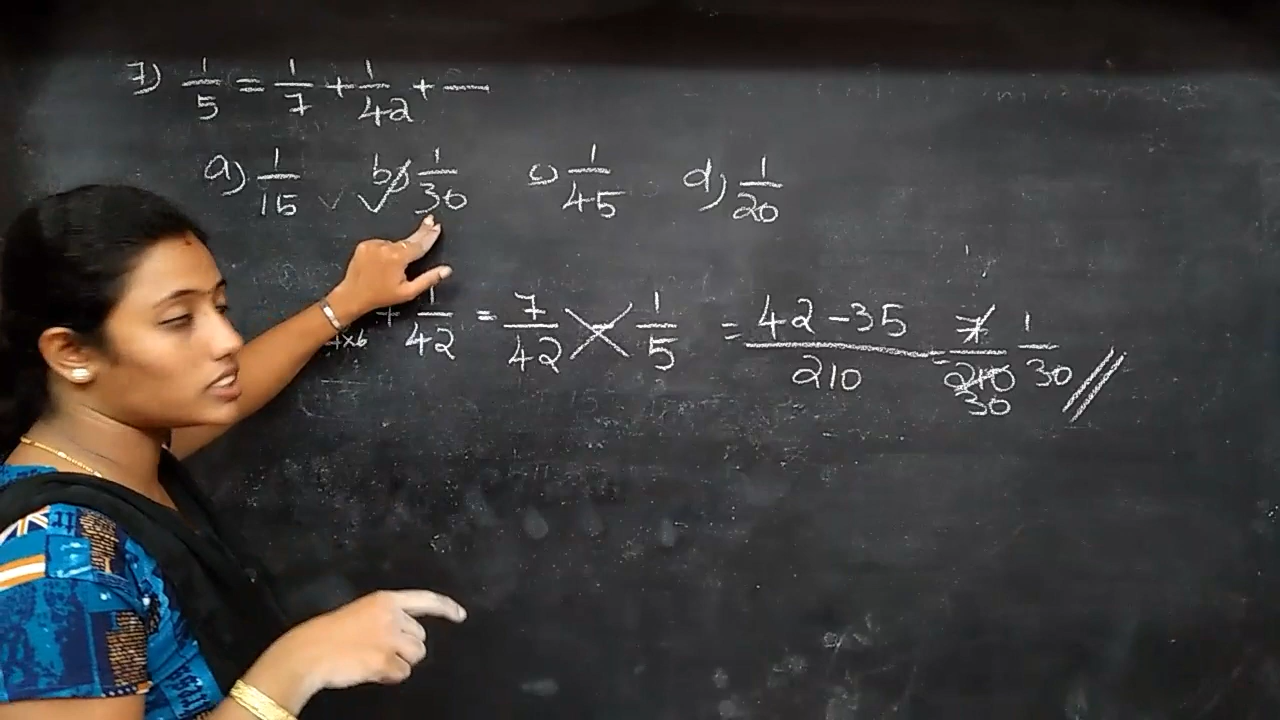 7) 1/5 = 1/7 + 1/42 + —
a) 1/15 ✓ b) 1/30 c) 1/45 d) 1/20
+ 1/42 = 7/42 × 1/5 = 42-35/210 = 7/210 1/30 //
×6 30